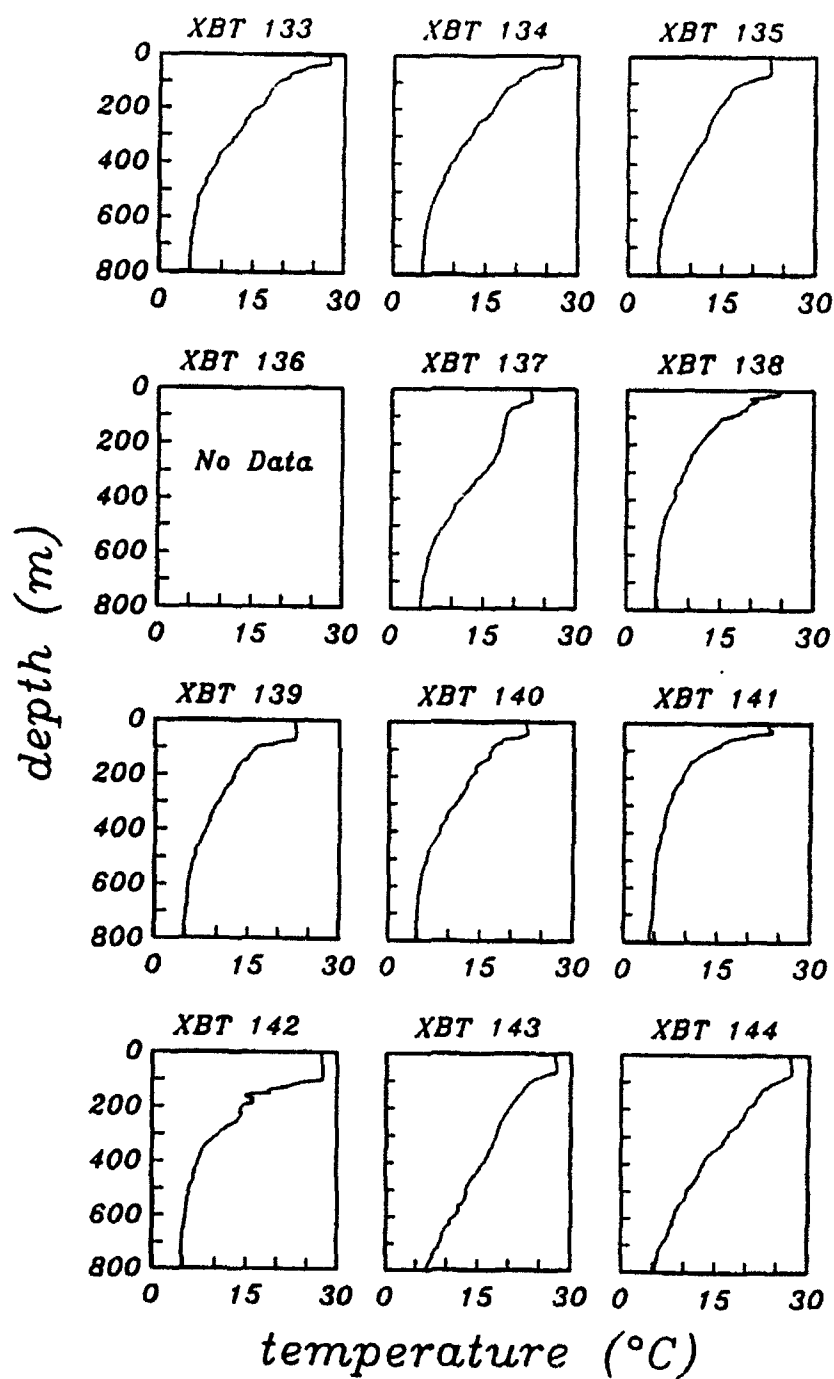 XBT 133 XBT 134 XBT 135
0
200
400
600
800
0 15 30 0 15 30 0 15 30
XBT 136 XBT 137 XBT 138
0
200
No Data
400
600
800
0 15 30 0 15 30 0 15 30
depth (m)
XBT 139 XBT 140 XBT 141
0
200
400
600
800
0 15 30 0 15 30 0 15 30
XBT 142 XBT 143 XBT 144
0
200
400
600
800
0 15 30 0 15 30 0 15 30
temperature (°C)